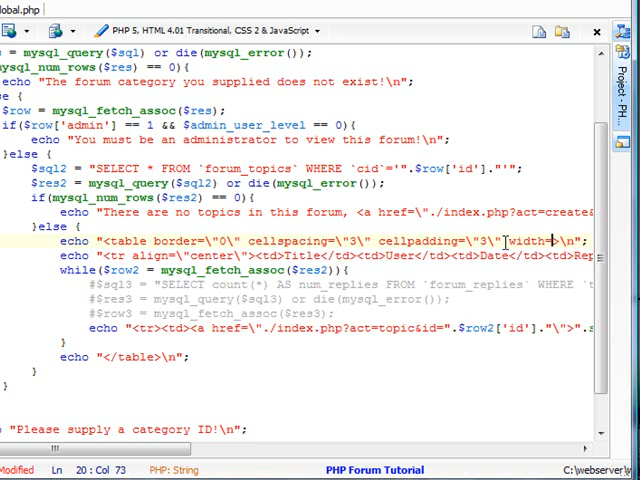 lobal.php
PHP 5, HTML 4.01 Transitional, CSS 2 & JavaScript
s = mysql_query($sql) or die(mysql_error());
mysql_num_rows($res) == 0){
echo "The forum category you supplied does not exist!\n";
lse {
$row = mysql_fetch_assoc($res);
if($row['admin'] == 1 && $admin_user_level == 0){
echo "You must be an administrator to view this forum!\n";
}else {
$sql2 = "SELECT * FROM `forum_topics` WHERE `cid`='".$row['id']."'";
$res2 = mysql_query($sql2) or die(mysql_error());
if(mysql_num_rows($res2) == 0){
echo "There are no topics in this forum, <a href=\"./index.php?act=create&
}else {
echo "<table border=\"0\" cellspacing=\"3\" cellpadding=\"3\" width=>\n";
echo "<tr align=\"center\"><td>Title</td><td>User</td><td>Date</td><td>Rep
while($row2 = mysql_fetch_assoc($res2)){
#$sql3 = "SELECT count(*) AS num_replies FROM `forum_replies` WHERE `t
#$res3 = mysql_query($sql3) or die(mysql_error());
#$row3 = mysql_fetch_assoc($res3);
echo "<tr><td><a href=\"./index.php?act=topic&id=".$row2['id']."\">".$
}
echo "</table>\n";
}
}
o "Please supply a category ID!\n";
Modified Ln 20 : Col 73 PHP: String PHP Forum Tutorial C:\webserver\w
Project - PH